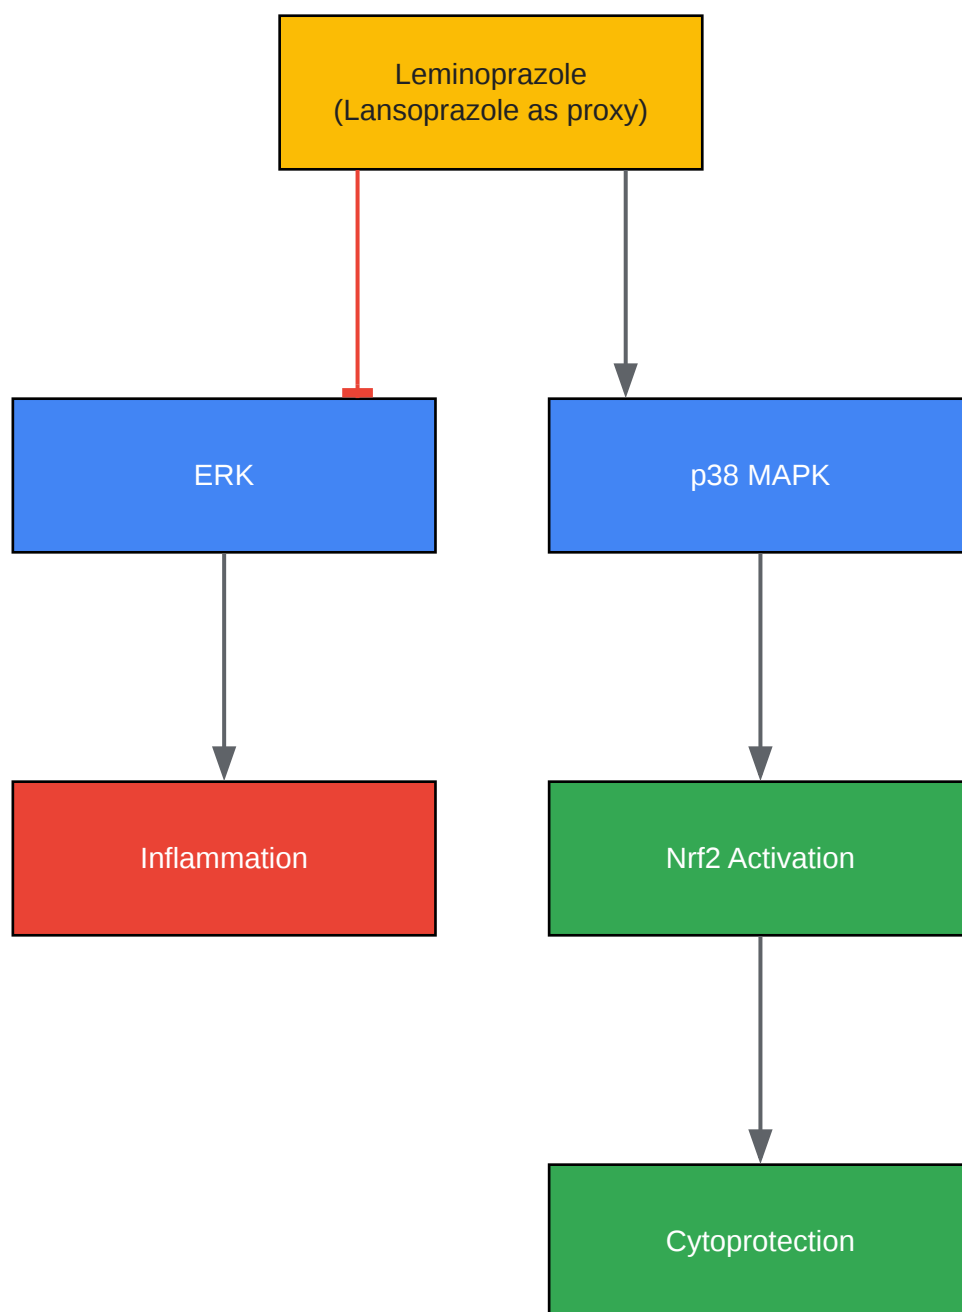 Leminoprazole
(Lansoprazole as proxy)
ERK
p38 MAPK
Inflammation
Nrf2 Activation
Cytoprotection